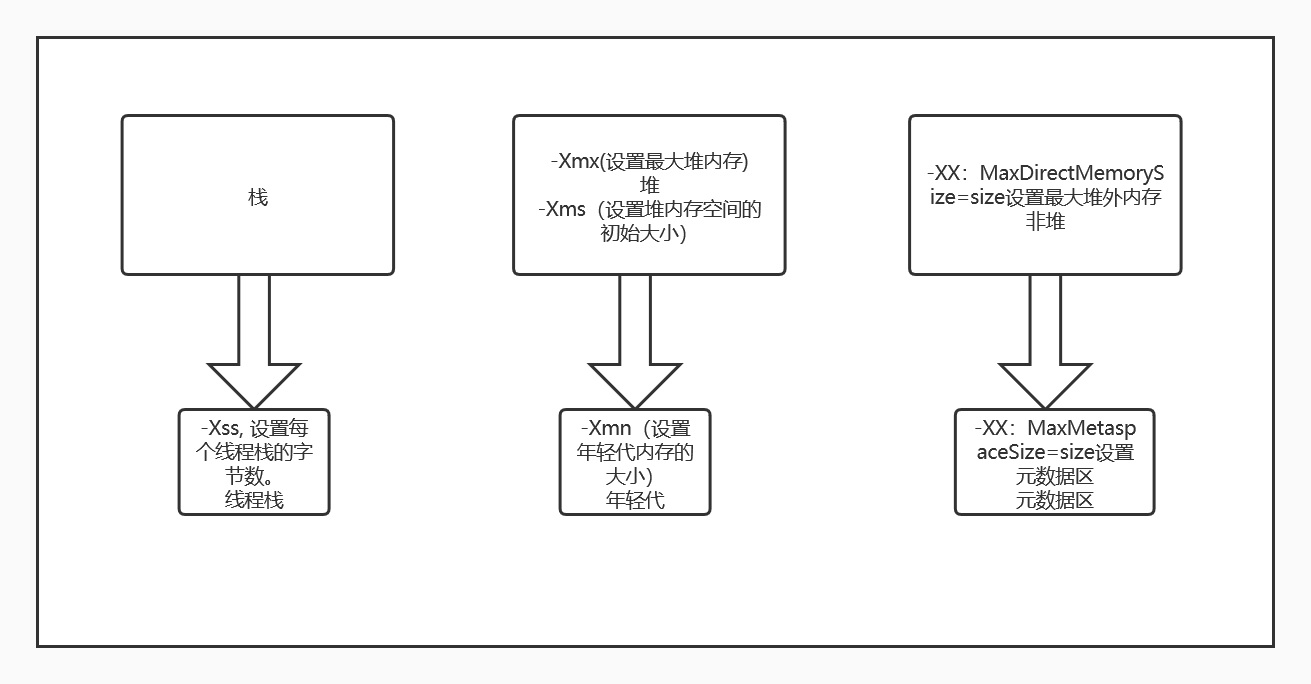 栈
-Xmx(设置最大堆内存)
堆
-Xms（设置堆内存空间的
初始大小）
-XX：MaxDirectMemoryS
ize=size设置最大堆外内存
非堆
-Xss, 设置每
个线程栈的字
节数。
线程栈
-Xmn（设置
年轻代内存的
大小）
年轻代
-XX：MaxMetasp
aceSize=size设置
元数据区
元数据区